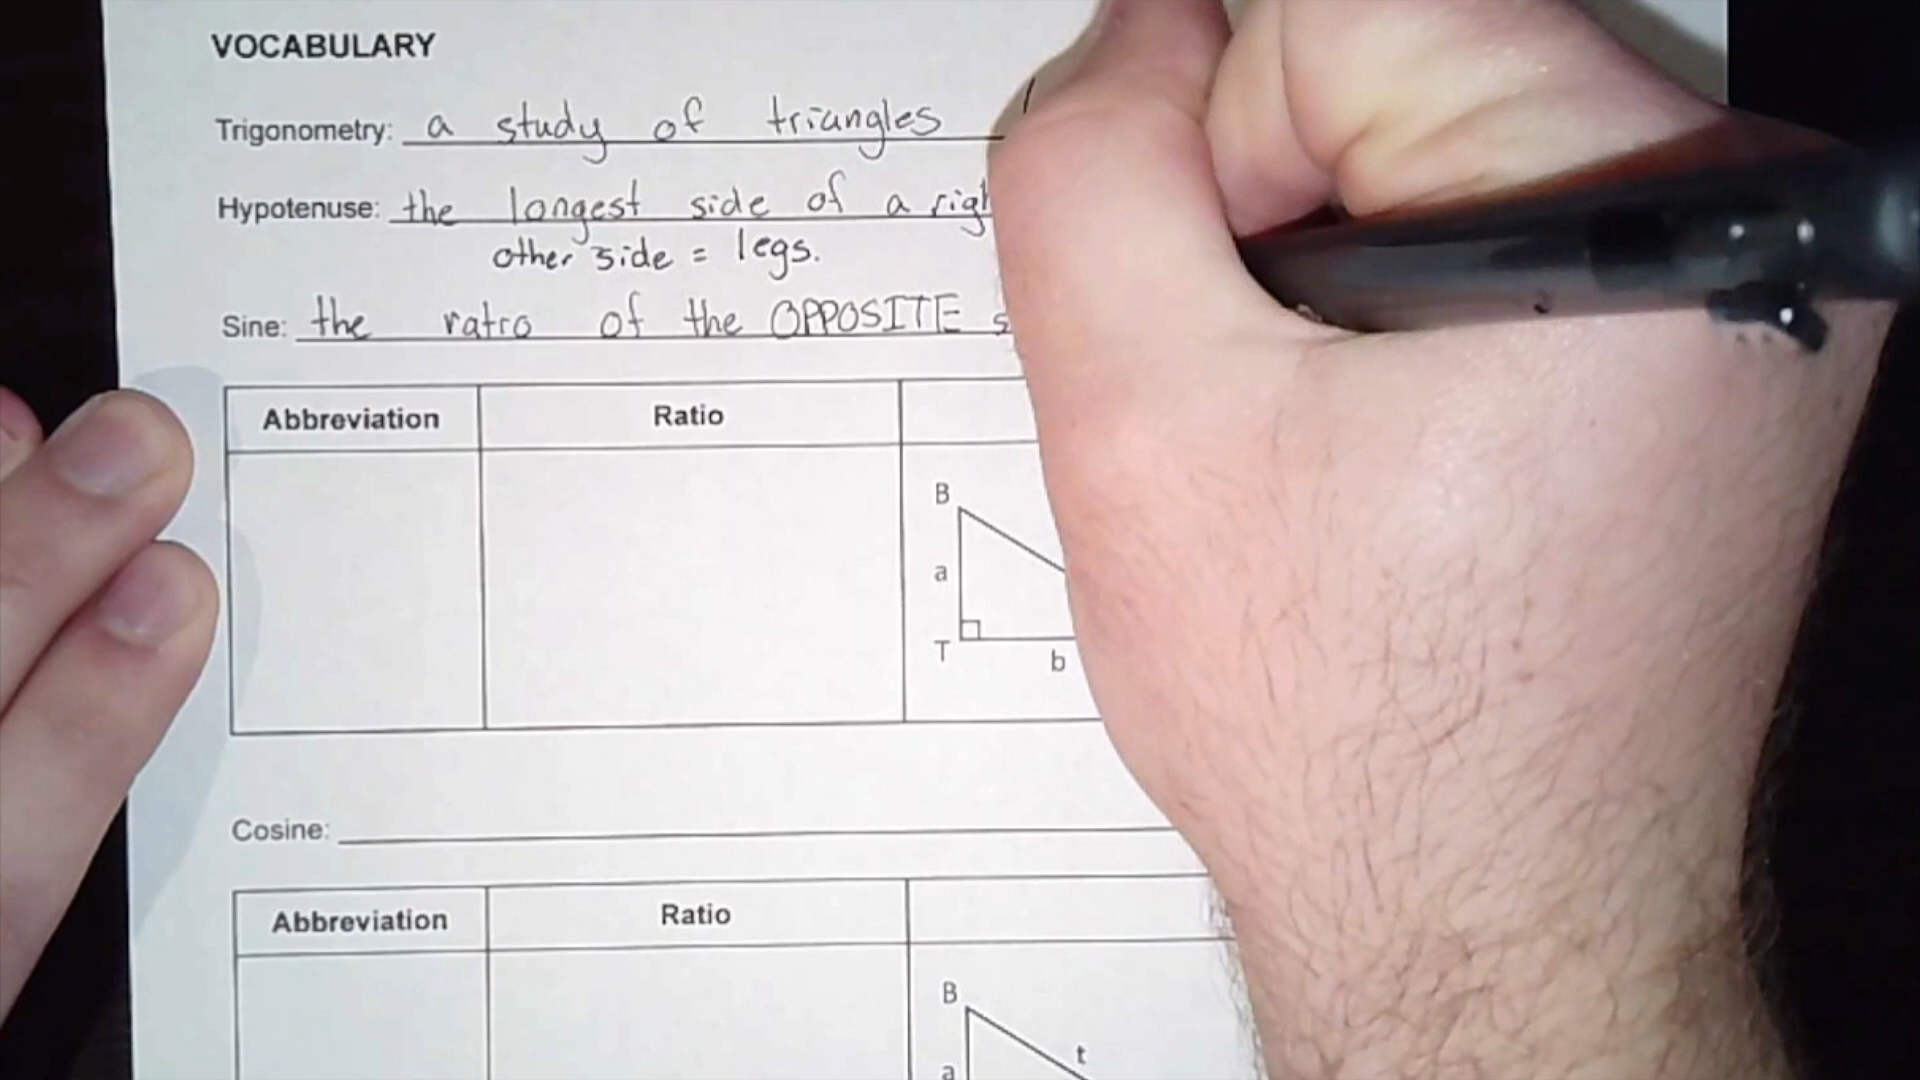 VOCABULARY
Trigonometry: a study of triangles
Hypotenuse: the longest side of a righ
other side = legs.
Sine: the ratio of the OPPOSITE s
Abbreviation Ratio
B
a
T
b
Cosine:
Abbreviation Ratio
B
t
a